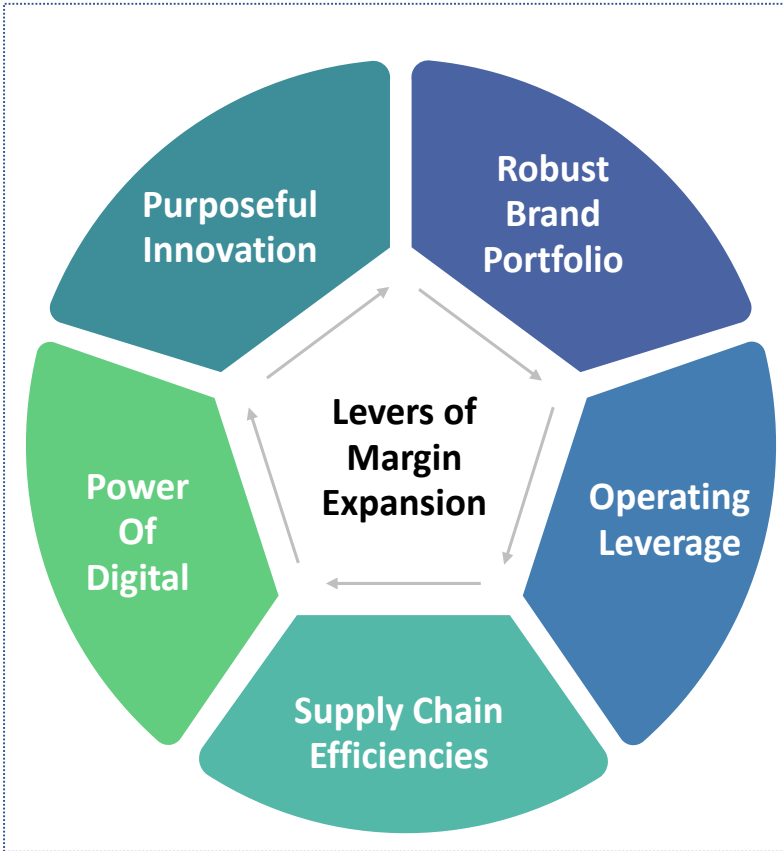 Purposeful
Innovation
Robust
Brand
Portfolio
Levers of
Margin
Expansion
Power
Of
Digital
Operating
Leverage
Supply Chain
Efficiencies